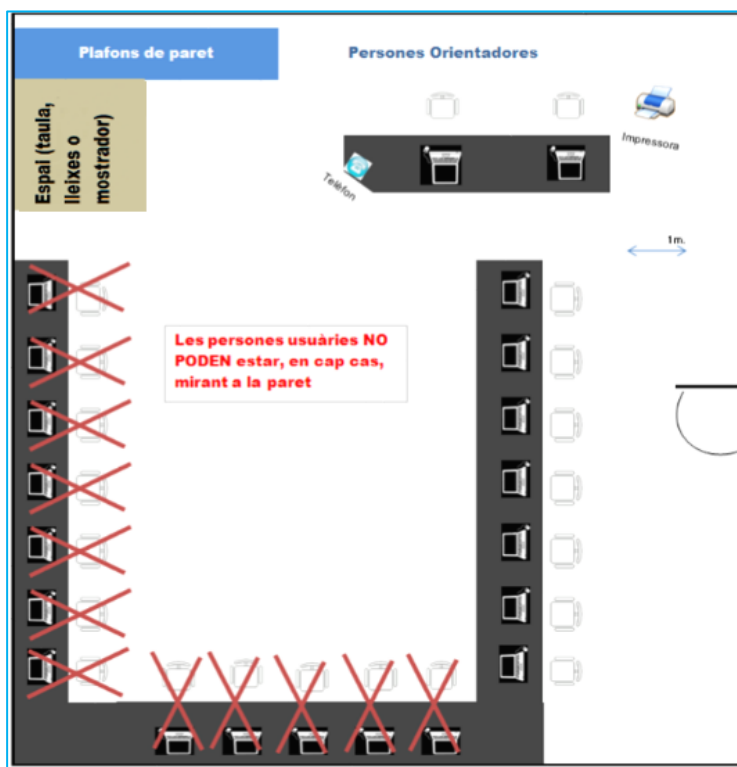 Plafons de paret
Persones Orientadores
Espai (taula,
lleixes o
mostrador)
Impressora
Telèfon
1m.
Les persones usuàries NO
PODEN estar, en cap cas,
mirant a la paret